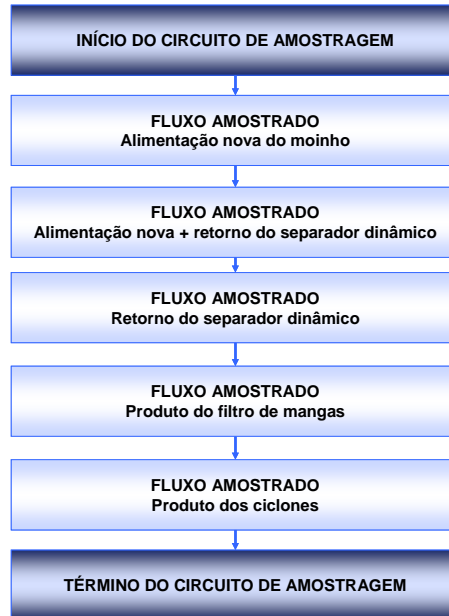 INÍCIO DO CIRCUITO DE AMOSTRAGEM
FLUXO AMOSTRADO
Alimentação nova do moinho
FLUXO AMOSTRADO
Alimentação nova + retorno do separador dinâmico
FLUXO AMOSTRADO
Retorno do separador dinâmico
FLUXO AMOSTRADO
Produto do filtro de mangas
FLUXO AMOSTRADO
Produto dos ciclones
TÉRMINO DO CIRCUITO DE AMOSTRAGEM